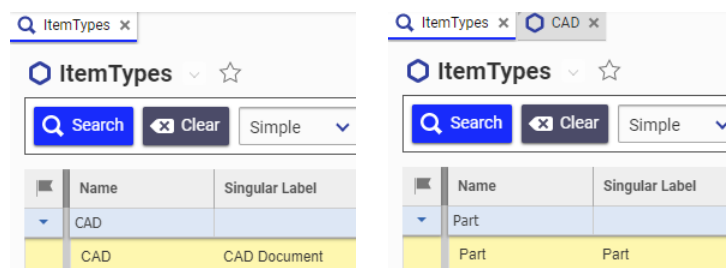 ItemTypes
ItemTypes
Search Clear Simple
Name Singular Label
CAD
CAD CAD Document
ItemTypes CAD
ItemTypes
Search Clear Simple
Name Singular Label
Part
Part Part